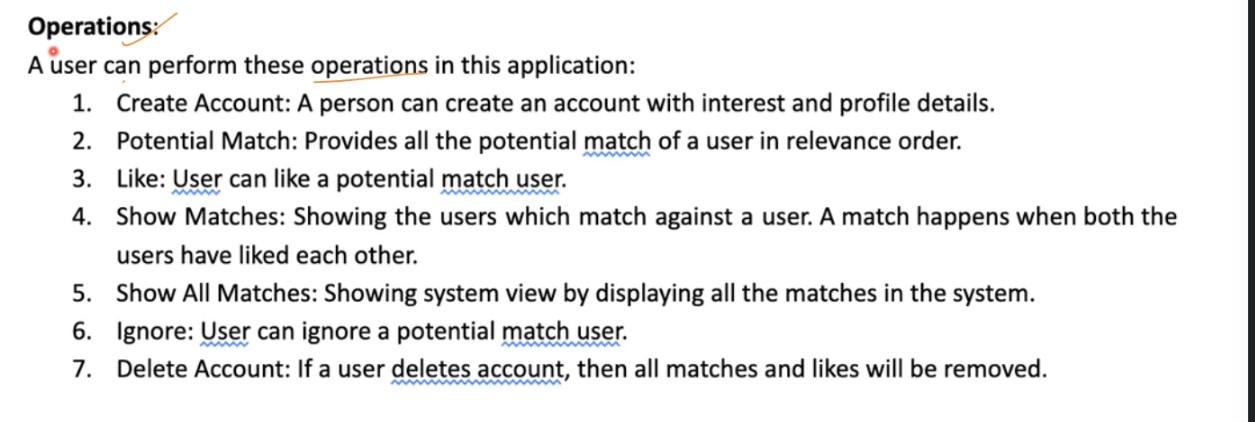 Operations:
A user can perform these operations in this application:
1. Create Account: A person can create an account with interest and profile details.
2. Potential Match: Provides all the potential match of a user in relevance order.
3. Like: User can like a potential match user.
4. Show Matches: Showing the users which match against a user. A match happens when both the
users have liked each other.
5. Show All Matches: Showing system view by displaying all the matches in the system.
6. Ignore: User can ignore a potential match user.
7. Delete Account: If a user deletes account, then all matches and likes will be removed.